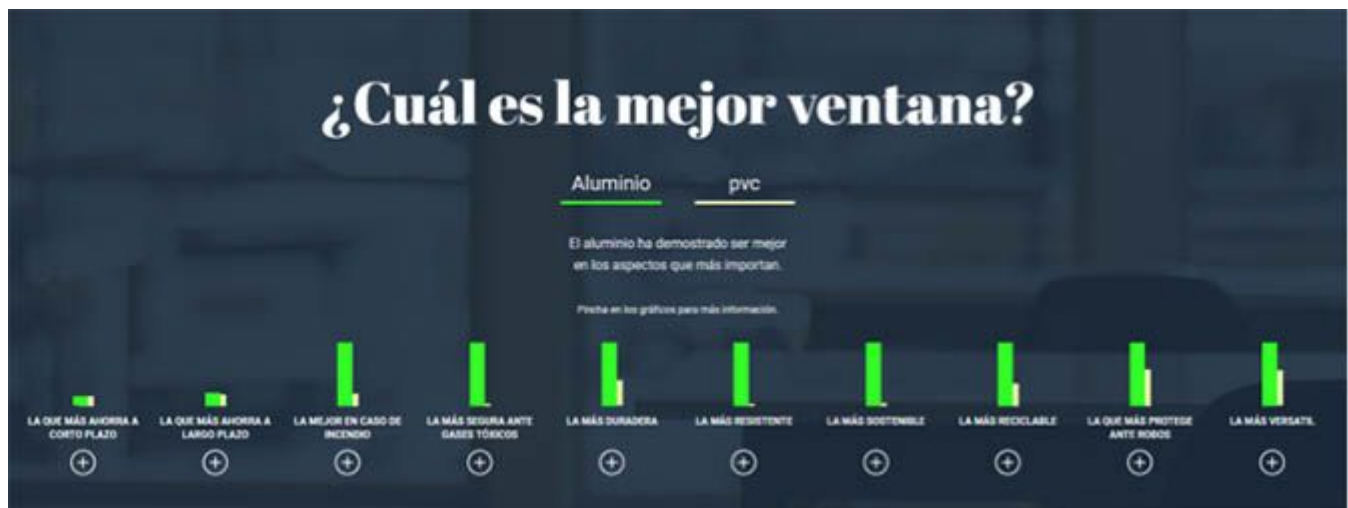 ¿Cuál es la mejor ventana?
Aluminio pvc
El aluminio ha demostrado ser mejor
en los aspectos que más importan.
Pincha en los gráficos para más información.
LA QUE MÁS AHORRA A
CORTO PLAZO
LA QUE MÁS AHORRA A
LARGO PLAZO
LA MEJOR EN CASO DE
INCENDIO
LA MÁS SEGURA ANTE
GASES TÓXICOS
LA MÁS DURADERA
LA MÁS RESISTENTE
LA MÁS SOSTENIBLE
LA MÁS RECICLABLE
LA QUE MÁS PROTEGE
ANTE ROBOS
LA MÁS VERSATIL